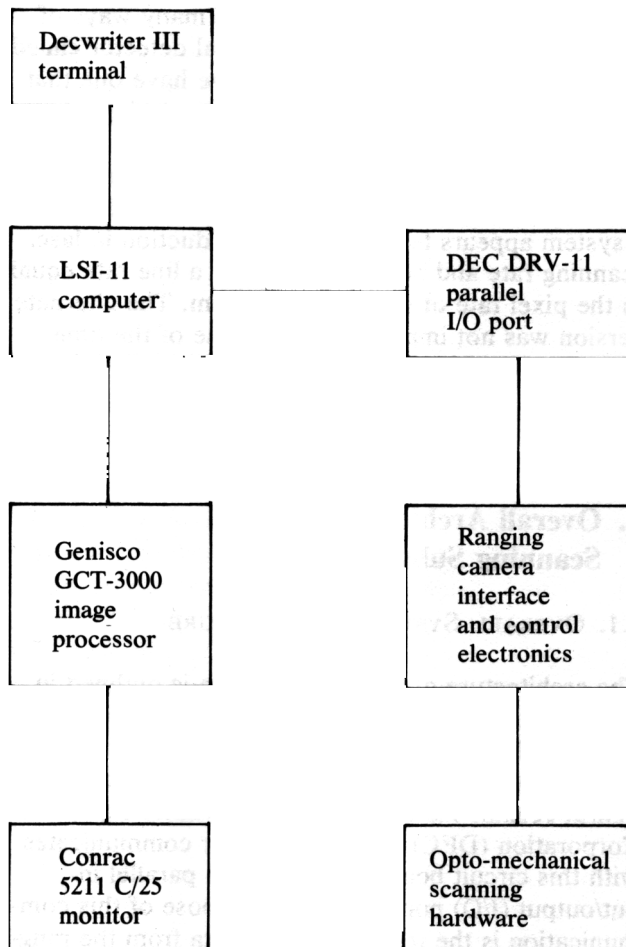 Decwriter III
terminal
LSI-11
computer
DEC DRV-11
parallel
I/O port
Genisco
GCT-3000
image
processor
Ranging
camera
interface
and control
electronics
Conrac
5211 C/25
monitor
Opto-mechanical
scanning
hardware